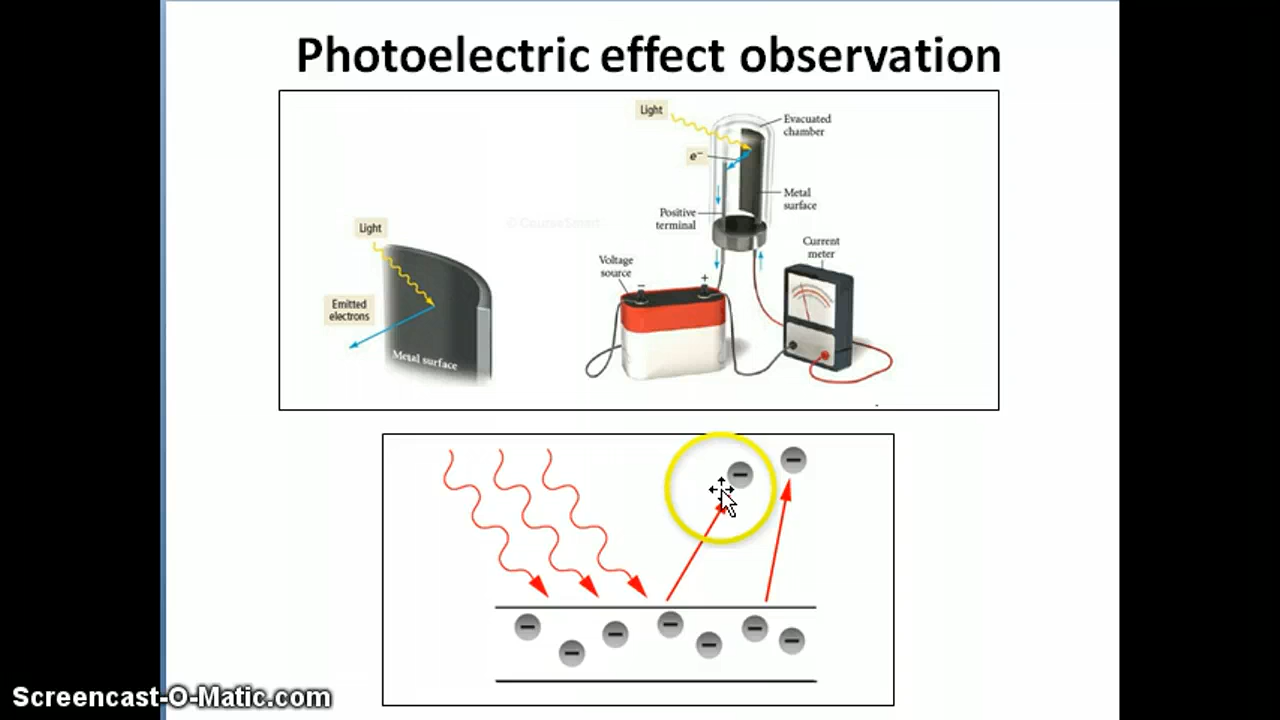 Photoelectric effect observation
Light
Emitted
electrons
Metal surface
© CourseSmart
Light
e⁻
Evacuated
chamber
Metal
surface
Positive
terminal
Voltage
source
− +
Current
meter
− −
− − − − − − −
Screencast-O-Matic.com